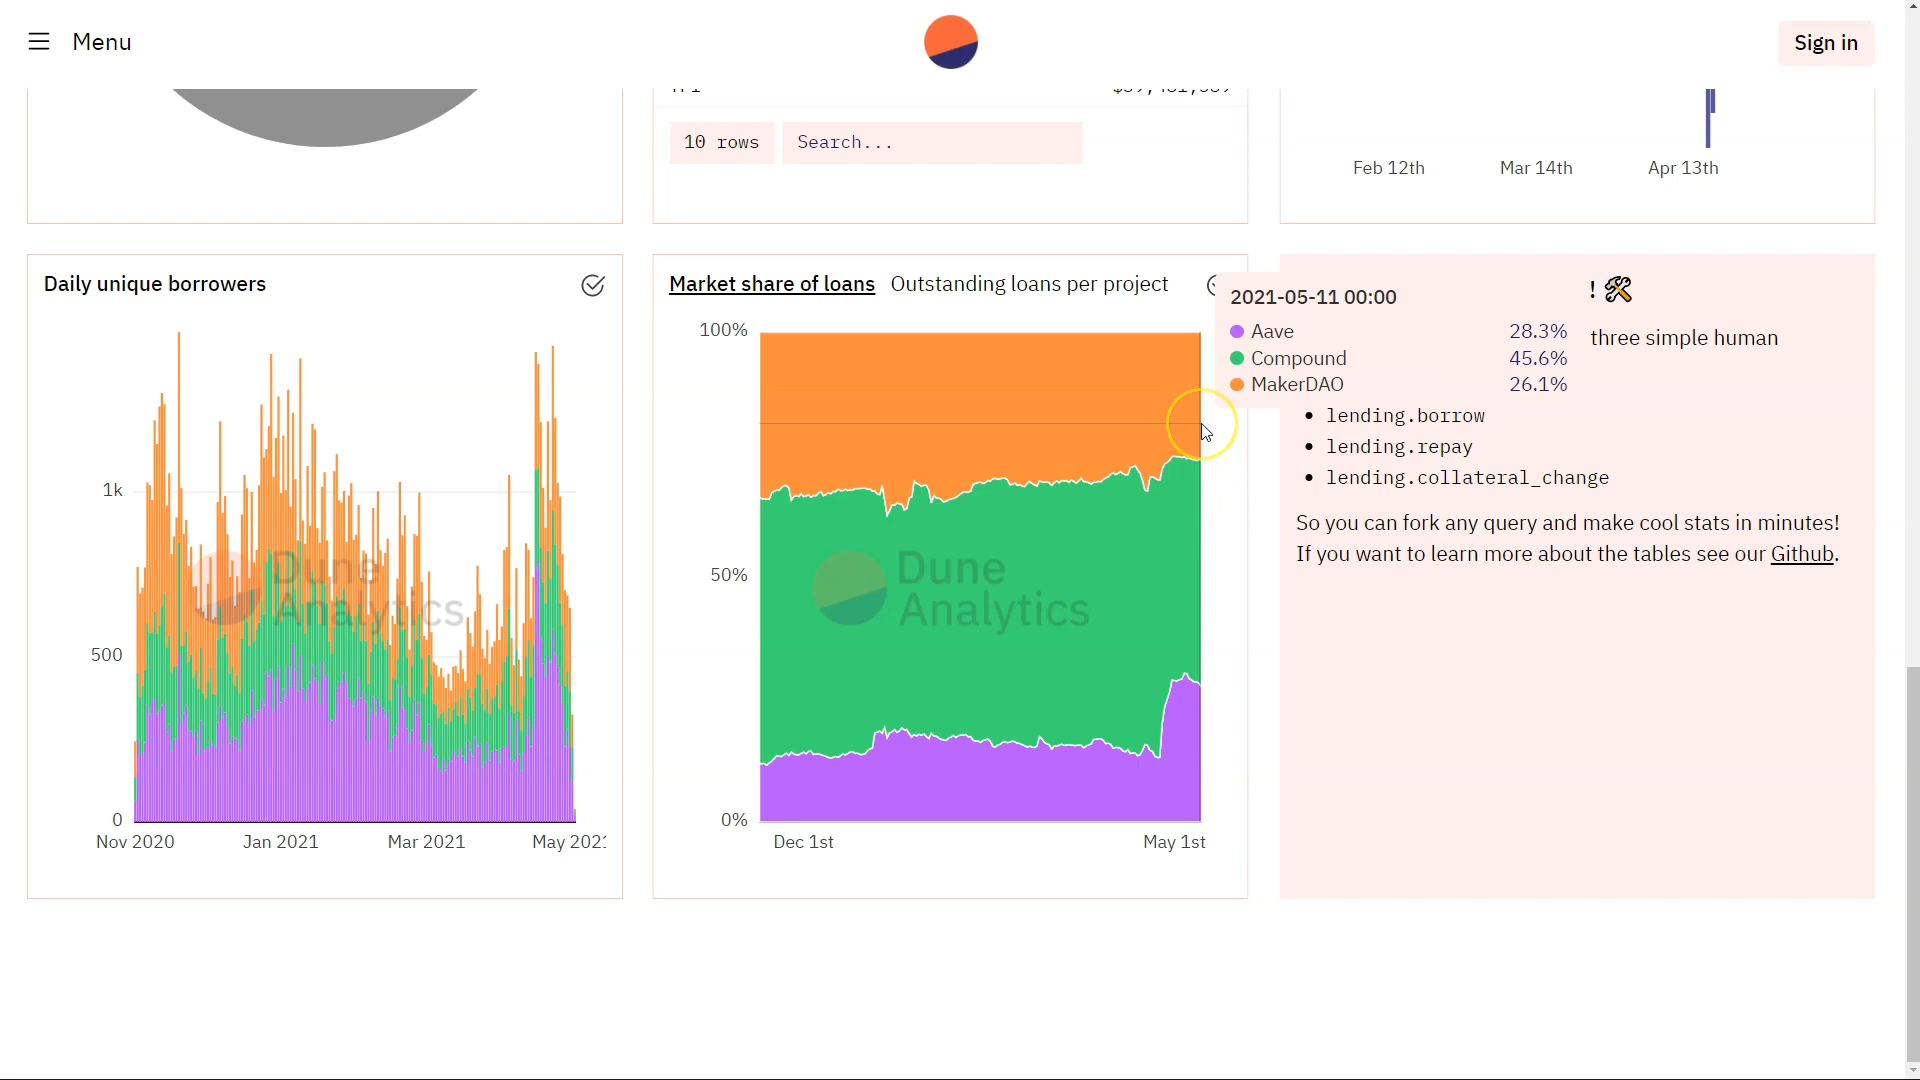 Menu
Sign in
10 rows
Search...
Feb 12th
Mar 14th
Apr 13th
Daily unique borrowers
1k
500
0
Nov 2020
Jan 2021
Mar 2021
May 2021
Dune
Analytics
Market share of loans
Outstanding loans per project
100%
50%
0%
Dec 1st
May 1st
Dune
Analytics
2021-05-11 00:00
Aave 28.3%
Compound 45.6%
MakerDAO 26.1%
!
three simple human
• lending.borrow
• lending.repay
• lending.collateral_change
So you can fork any query and make cool stats in minutes!
If you want to learn more about the tables see our Github.